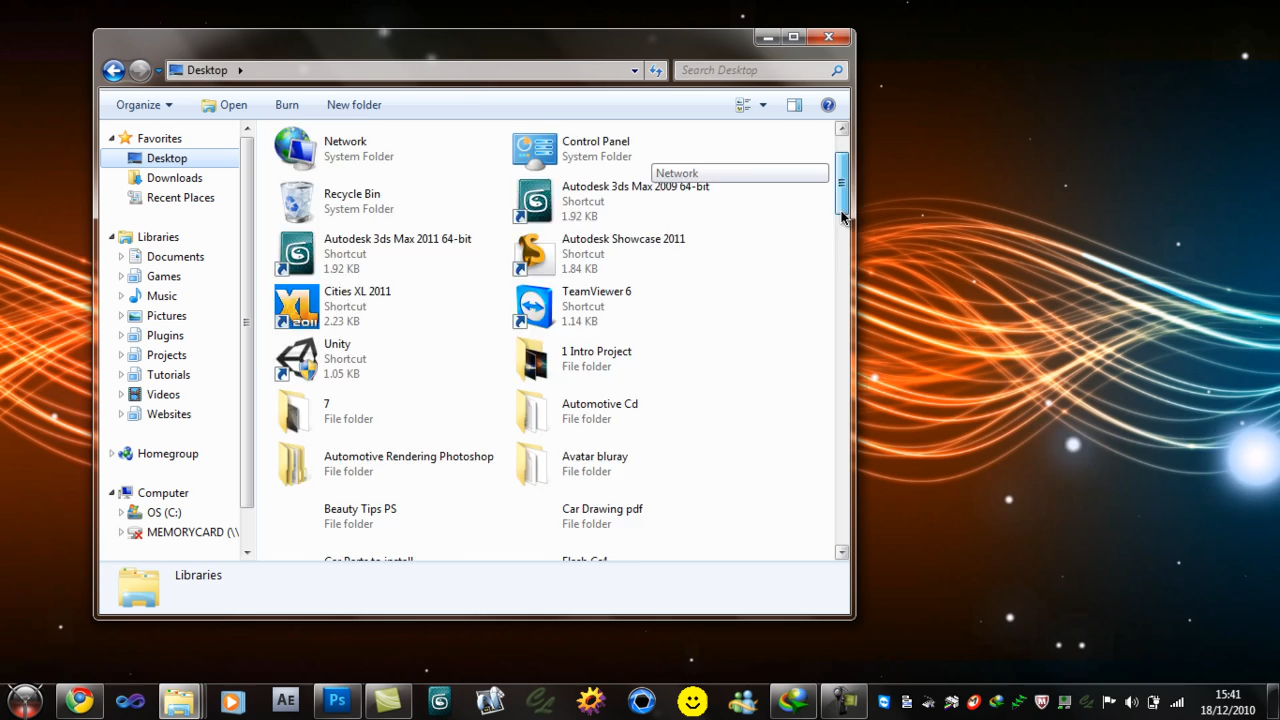 Desktop
Search Desktop
Organize
Open
Burn
New folder
Favorites
Desktop
Downloads
Recent Places
Libraries
Documents
Games
Music
Pictures
Plugins
Projects
Tutorials
Videos
Websites
Homegroup
Computer
OS (C:)
MEMORYCARD (\\
Network
System Folder
Control Panel
System Folder
Network
Recycle Bin
System Folder
Autodesk 3ds Max 2009 64-bit
Shortcut
1.92 KB
Autodesk 3ds Max 2011 64-bit
Shortcut
1.92 KB
Autodesk Showcase 2011
Shortcut
1.84 KB
XL
2011
Cities XL 2011
Shortcut
2.23 KB
TeamViewer 6
Shortcut
1.14 KB
Unity
Shortcut
1.05 KB
1 Intro Project
File folder
7
File folder
Automotive Cd
File folder
Automotive Rendering Photoshop
File folder
Avatar bluray
File folder
Beauty Tips PS
File folder
Car Drawing pdf
File folder
Car Parts to install
Flash Cs4
Libraries
AE
Ps
15:41
18/12/2010